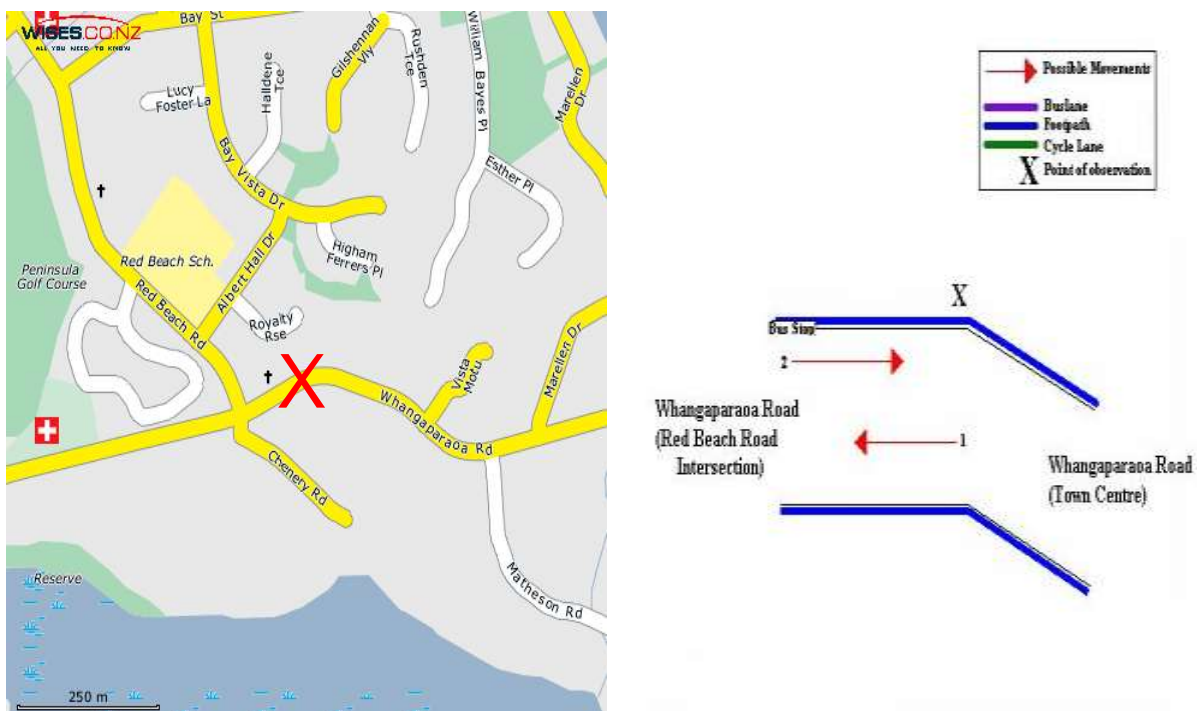 WISES.CO.NZ
ALL YOU NEED TO KNOW
Bay St
Lucy
Foster La
Halldene
Tce
Gilshennan
Vly
Rushden
Tce
William Bayes Pl
Marellen
Dr
Bay Vista Dr
Esther Pl
Albert Hall Dr
Higham
Ferrers Pl
Red Beach Sch.
Peninsula
Golf Course
Red Beach Rd
Royalty
Rse
X
Vista
Motu
Marellen Dr
Whangaparaoa Rd
Chenery Rd
Matheson Rd
Reserve
250 m
Possible Movements
Buslane
Footpath
Cycle Lane
X Point of observation
X
Bus Stop
2
Whangaparaoa Road
(Red Beach Road
Intersection)
1
Whangaparaoa Road
(Town Centre)